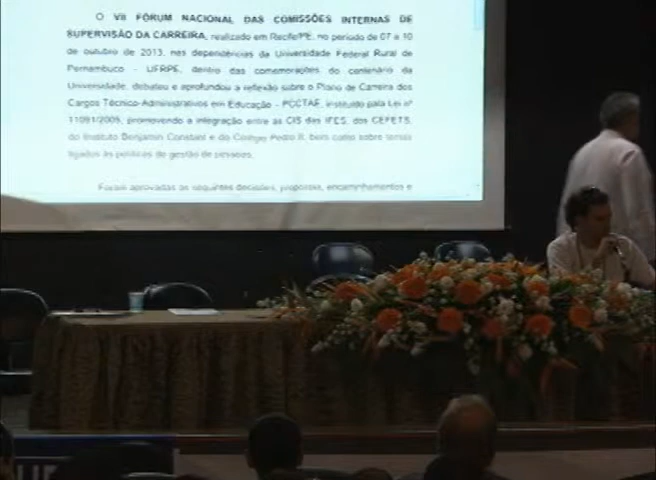 O VII FÓRUM NACIONAL DAS COMISSÕES INTERNAS DE
SUPERVISÃO DA CARREIRA, realizado em Recife/PE, no período de 07 a 10
de outubro de 2013, nas dependências da Universidade Federal Rural de
Pernambuco - UFRPE, dentro das comemorações do centenário da
Universidade, debateu e aprofundou a reflexão sobre o Plano de Carreira dos
Cargos Técnico-Administrativos em Educação - PCCTAE, instituído pela Lei nº
11091/2005, promovendo a integração entre as CIS das IFES, dos CEFETS,
do Instituto Benjamin Constant e do Colégio Pedro II, bem como sobre temas
ligados às políticas de gestão de pessoas.
Foram aprovadas as seguintes decisões, propostas, encaminhamentos e